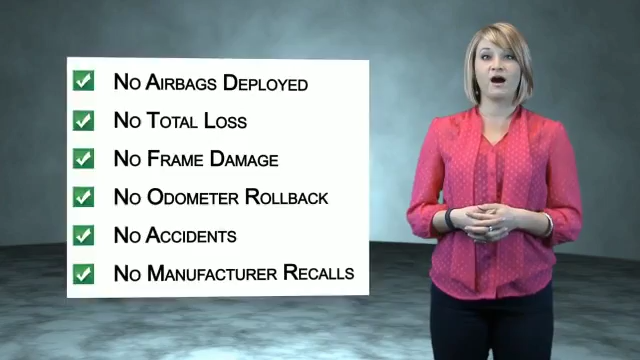 No Airbags Deployed
No Total Loss
No Frame Damage
No Odometer Rollback
No Accidents
No Manufacturer Recalls